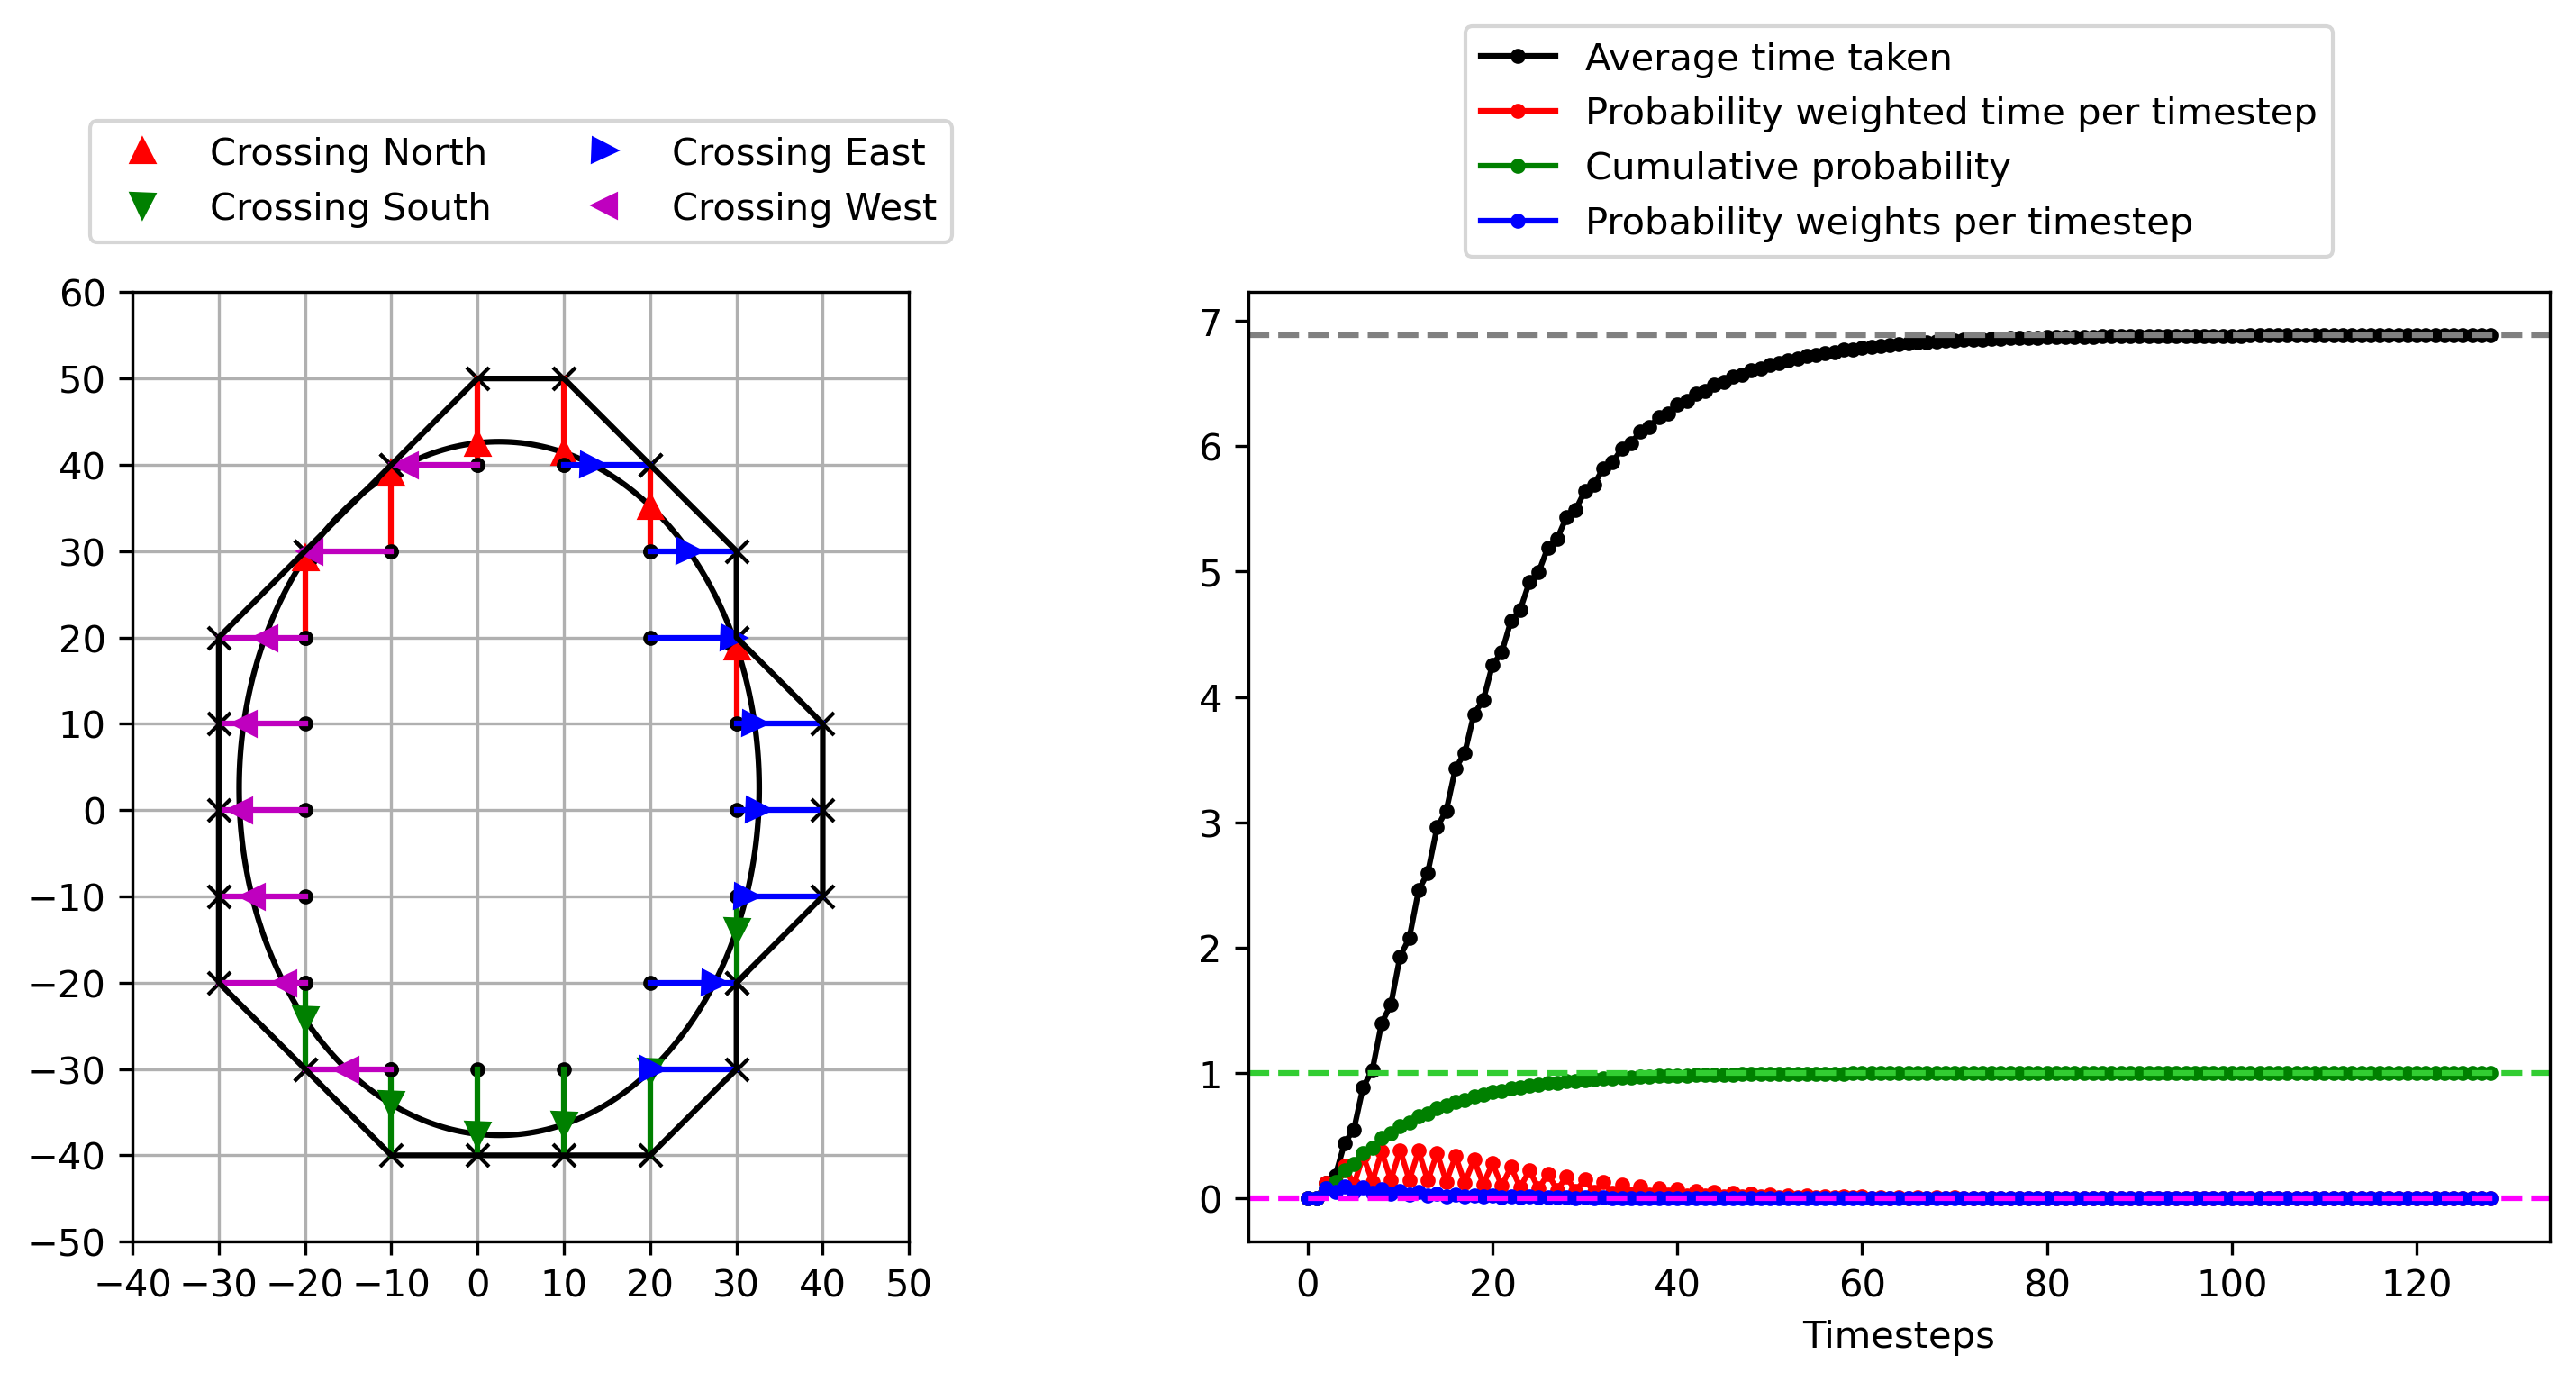 Crossing North
Crossing South
Crossing East
Crossing West
60
50
40
30
20
10
0
−10
−20
−30
−40
−50
−40 −30 −20 −10 0 10 20 30 40 50
Average time taken
Probability weighted time per timestep
Cumulative probability
Probability weights per timestep
7
6
5
4
3
2
1
0
0 20 40 60 80 100 120
Timesteps